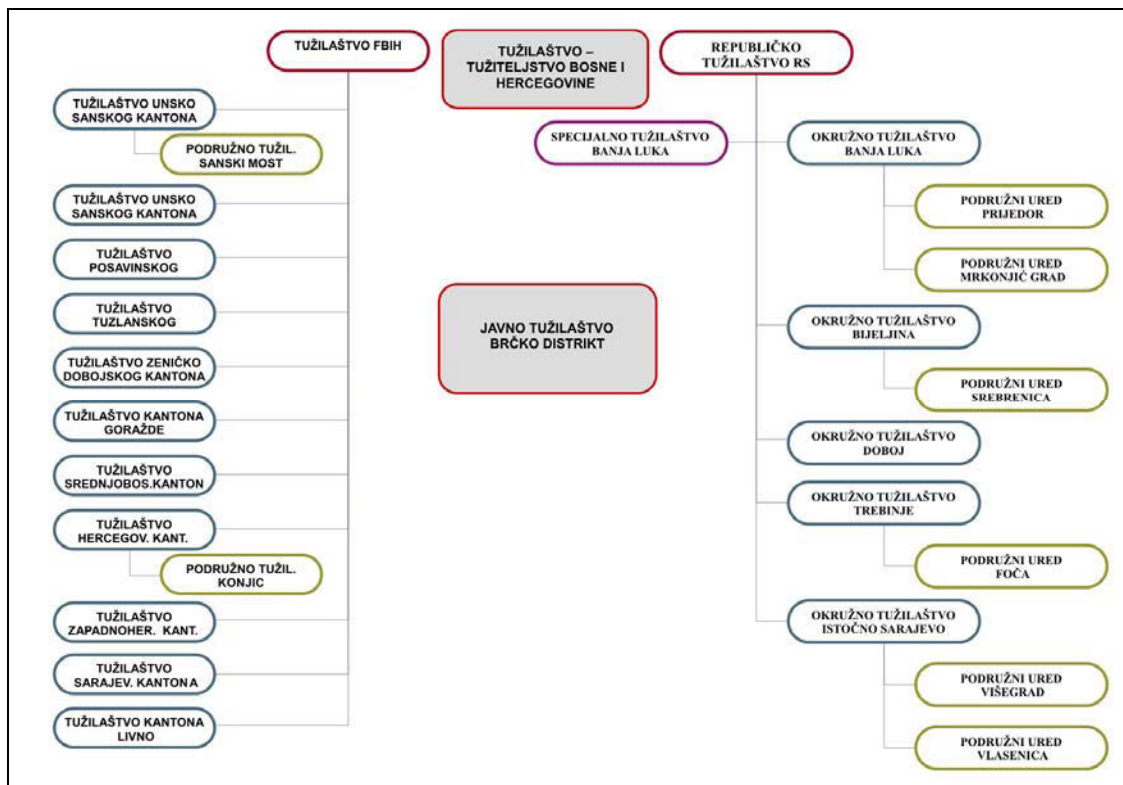 TUŽILAŠTVO FBIH
TUŽILAŠTVO –
TUŽITELJSTVO BOSNE I
HERCEGOVINE
REPUBLIČKO
TUŽILAŠTVO RS
TUŽILAŠTVO UNSKO
SANSKOG KANTONA
PODRUŽNO TUŽIL.
SANSKI MOST
TUŽILAŠTVO UNSKO
SANSKOG KANTONA
TUŽILAŠTVO
POSAVINSKOG
TUŽILAŠTVO
TUZLANSKOG
TUŽILAŠTVO ZENIČKO
DOBOJSKOG KANTONA
TUŽILAŠTVO KANTONA
GORAŽDE
TUŽILAŠTVO
SREDNJOBOS.KANTON
TUŽILAŠTVO
HERCEGOV. KANT.
PODRUŽNO TUŽIL.
KONJIC
TUŽILAŠTVO
ZAPADNOHER. KANT.
TUŽILAŠTVO
SARAJEV. KANTONA
TUŽILAŠTVO KANTONA
LIVNO
JAVNO TUŽILAŠTVO
BRČKO DISTRIKT
SPECIJALNO TUŽILAŠTVO
BANJA LUKA
OKRUŽNO TUŽILAŠTVO
BANJA LUKA
PODRUŽNI URED
PRIJEDOR
PODRUŽNI URED
MRKONJIĆ GRAD
OKRUŽNO TUŽILAŠTVO
BIJELJINA
PODRUŽNI URED
SREBRENICA
OKRUŽNO TUŽILAŠTVO
DOBOJ
OKRUŽNO TUŽILAŠTVO
TREBINJE
PODRUŽNI URED
FOČA
OKRUŽNO TUŽILAŠTVO
ISTOČNO SARAJEVO
PODRUŽNI URED
VIŠEGRAD
PODRUŽNI URED
VLASENICA